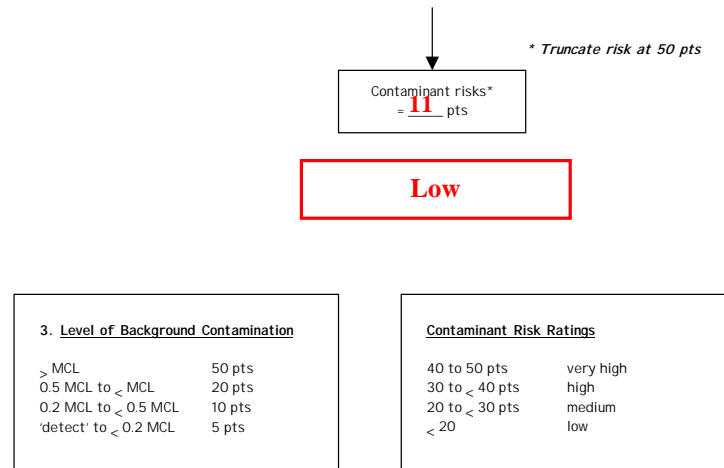 * Truncate risk at 50 pts
Contaminant risks*
= 11 pts
Low
3. Level of Background Contamination
> MCL 50 pts
0.5 MCL to < MCL 20 pts
0.2 MCL to < 0.5 MCL 10 pts
'detect' to < 0.2 MCL 5 pts
Contaminant Risk Ratings
40 to 50 pts very high
30 to < 40 pts high
20 to < 30 pts medium
< 20 low